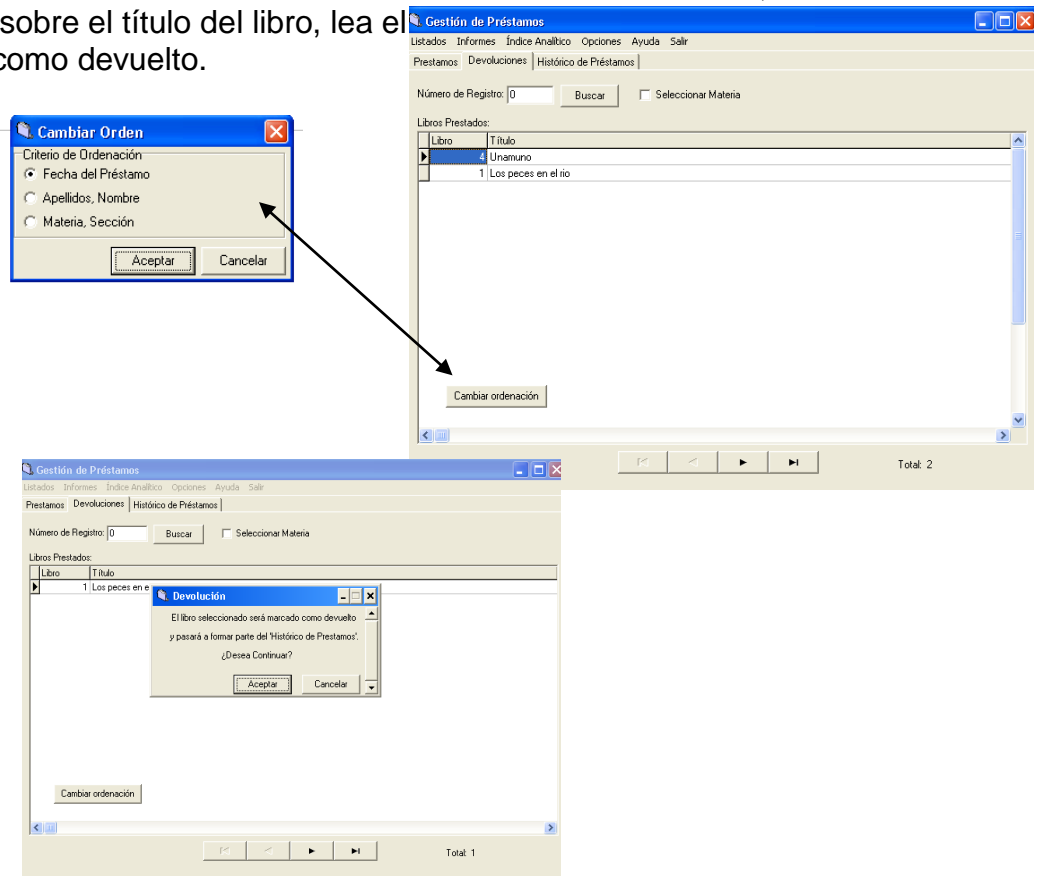 sobre el título del libro, lea el
como devuelto.
Gestión de Préstamos
Listados Informes Índice Analítico Opciones Ayuda Salir
Prestamos Devoluciones Histórico de Préstamos
Número de Registro: 0 Buscar Seleccionar Materia
Libros Prestados:
Libro Título
4 Unamuno
1 Los peces en el rio
Cambiar ordenación
Total: 2
Cambiar Orden
Criterio de Ordenación
Fecha del Préstamo
Apellidos, Nombre
Materia, Sección
Aceptar Cancelar
Gestión de Préstamos
Listados Informes Índice Analítico Opciones Ayuda Salir
Prestamos Devoluciones Histórico de Préstamos
Número de Registro: 0 Buscar Seleccionar Materia
Libros Prestados:
Libro Título
1 Los peces en e
Devolución
El libro seleccionado será marcado como devuelto
y pasará a formar parte del 'Histórico de Prestamos'.
¿Desea Continuar?
Aceptar Cancelar
Cambiar ordenación
Total: 1